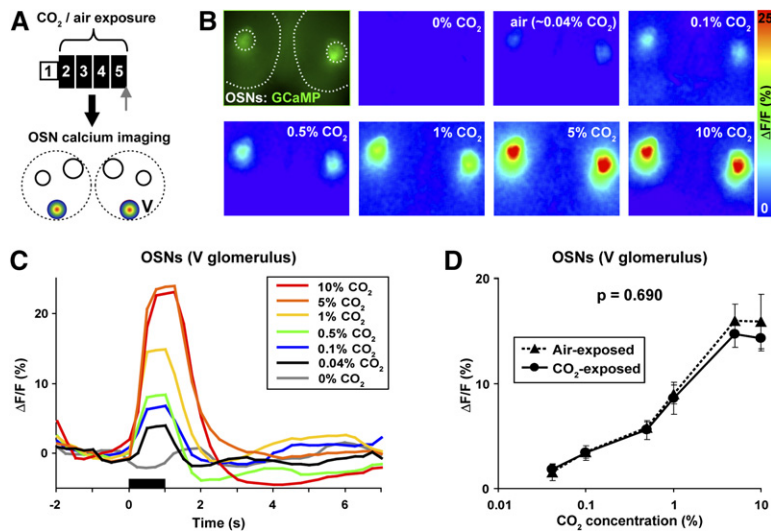 A
CO₂ / air exposure
1 2 3 4 5
OSN calcium imaging
V
B
OSNs: GCaMP
0% CO₂
air (~0.04% CO₂)
0.1% CO₂
0.5% CO₂
1% CO₂
5% CO₂
10% CO₂
25
ΔF/F (%)
0
C
OSNs (V glomerulus)
20
10
0
ΔF/F (%)
10% CO₂
5% CO₂
1% CO₂
0.5% CO₂
0.1% CO₂
0.04% CO₂
0% CO₂
-2 0 2 4 6
Time (s)
D
OSNs (V glomerulus)
p = 0.690
Air-exposed
CO₂-exposed
20
10
0
ΔF/F (%)
0.01 0.1 1 10
CO₂ concentration (%)